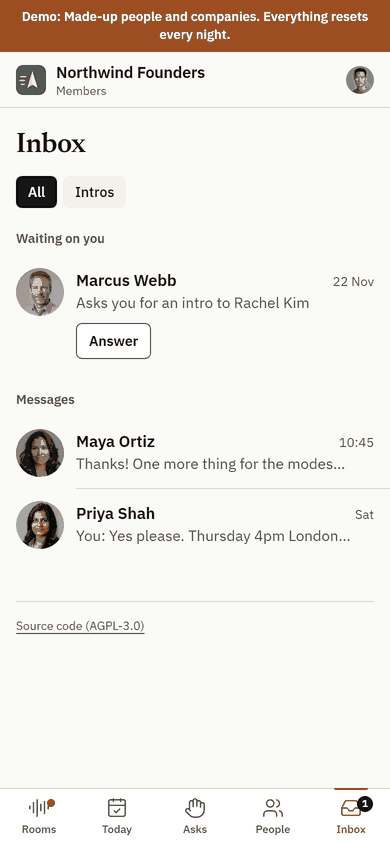 Demo: Made-up people and companies. Everything resets
every night.
Northwind Founders
Members
Inbox
All
Intros
Waiting on you
Marcus Webb
22 Nov
Asks you for an intro to Rachel Kim
Answer
Messages
Maya Ortiz
10:45
Thanks! One more thing for the modes...
Priya Shah
Sat
You: Yes please. Thursday 4pm London...
Source code (AGPL-3.0)
Rooms
Today
Asks
People
1
Inbox